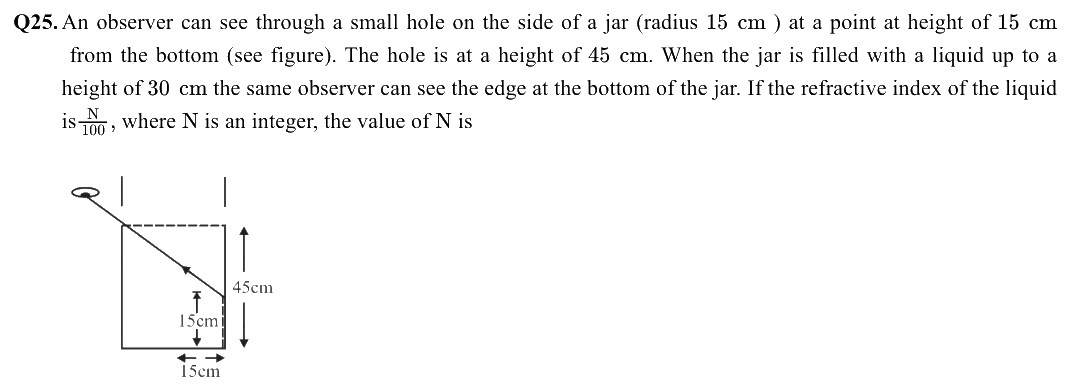 Q25. An observer can see through a small hole on the side of a jar (radius 15 cm ) at a point at height of 15 cm
from the bottom (see figure). The hole is at a height of 45 cm. When the jar is filled with a liquid up to a
height of 30 cm the same observer can see the edge at the bottom of the jar. If the refractive index of the liquid
is N/100, where N is an integer, the value of N is
45cm
15cm
15cm